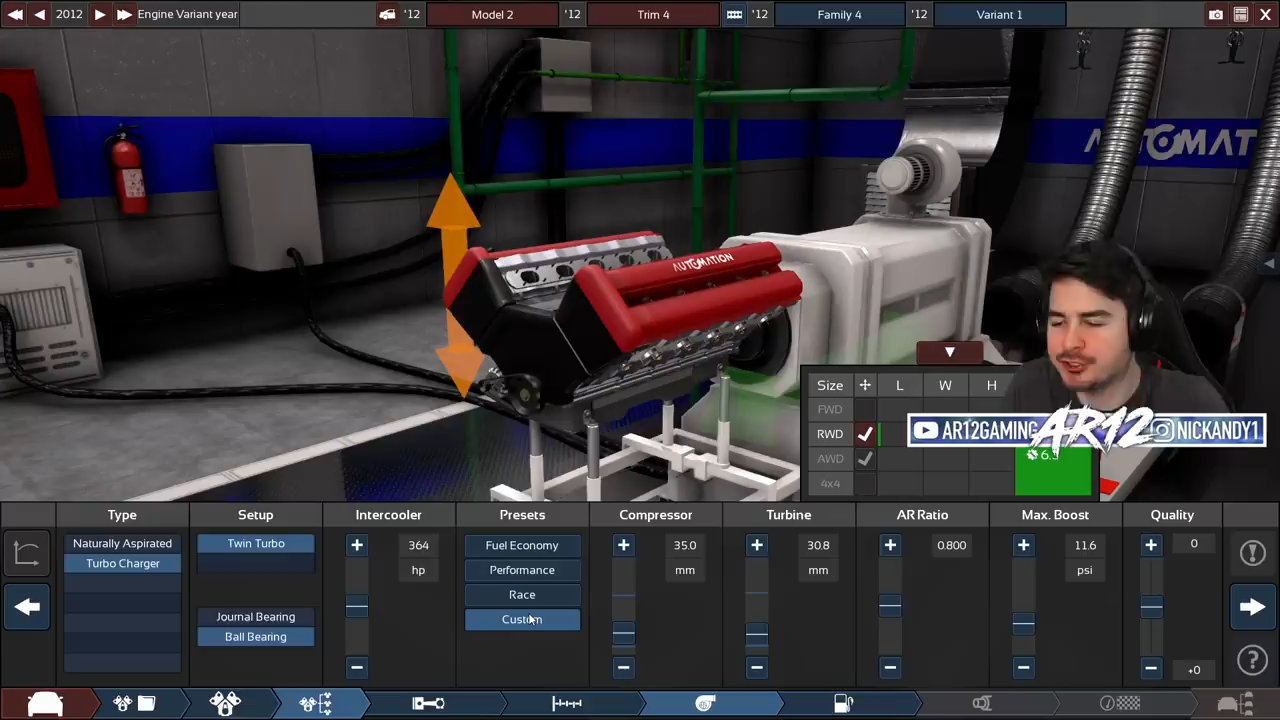 2012 Engine Variant year '12 Model 2 '12 Trim 4 '12 Family 4 '12 Variant 1
AUTOMAT
AUTOMATION
Size L W H
FWD
RWD
AWD
4x4
6.
AR12GAMING AR12 NICKANDY1
Type Setup Intercooler Presets Compressor Turbine AR Ratio Max. Boost Quality
Naturally Aspirated Twin Turbo 364 Fuel Economy 35.0 30.8 0.800 11.6 0
Turbo Charger hp Performance mm mm psi
Race
Journal Bearing Custom
Ball Bearing
+0